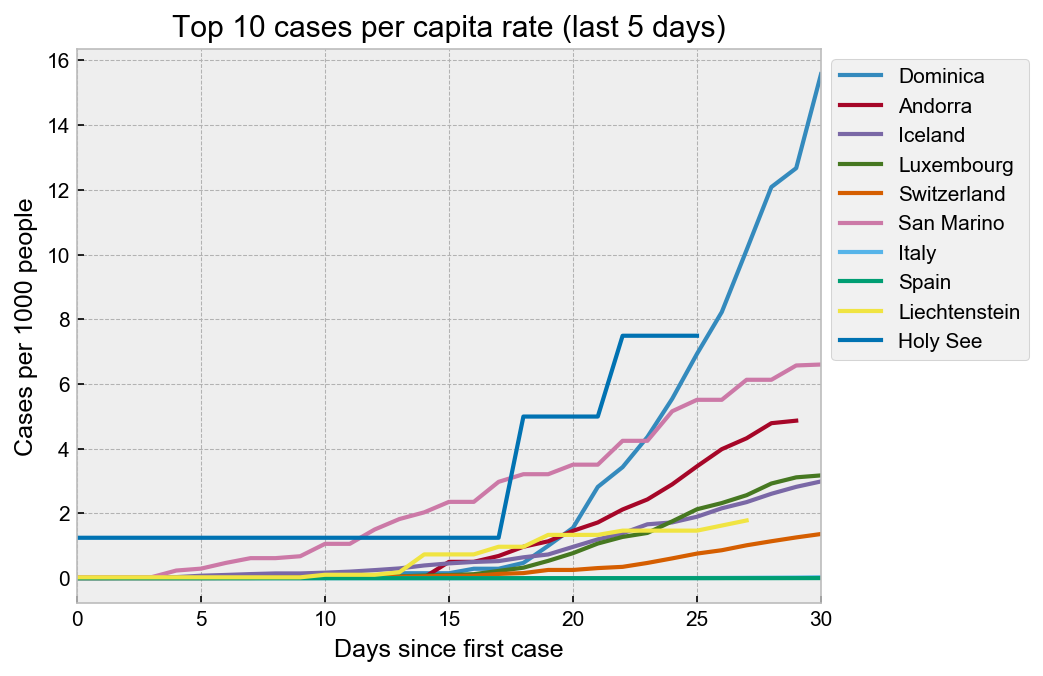 Top 10 cases per capita rate (last 5 days)
Cases per 1000 people
16
14
12
10
8
6
4
2
0
0 5 10 15 20 25 30
Days since first case
Dominica
Andorra
Iceland
Luxembourg
Switzerland
San Marino
Italy
Spain
Liechtenstein
Holy See